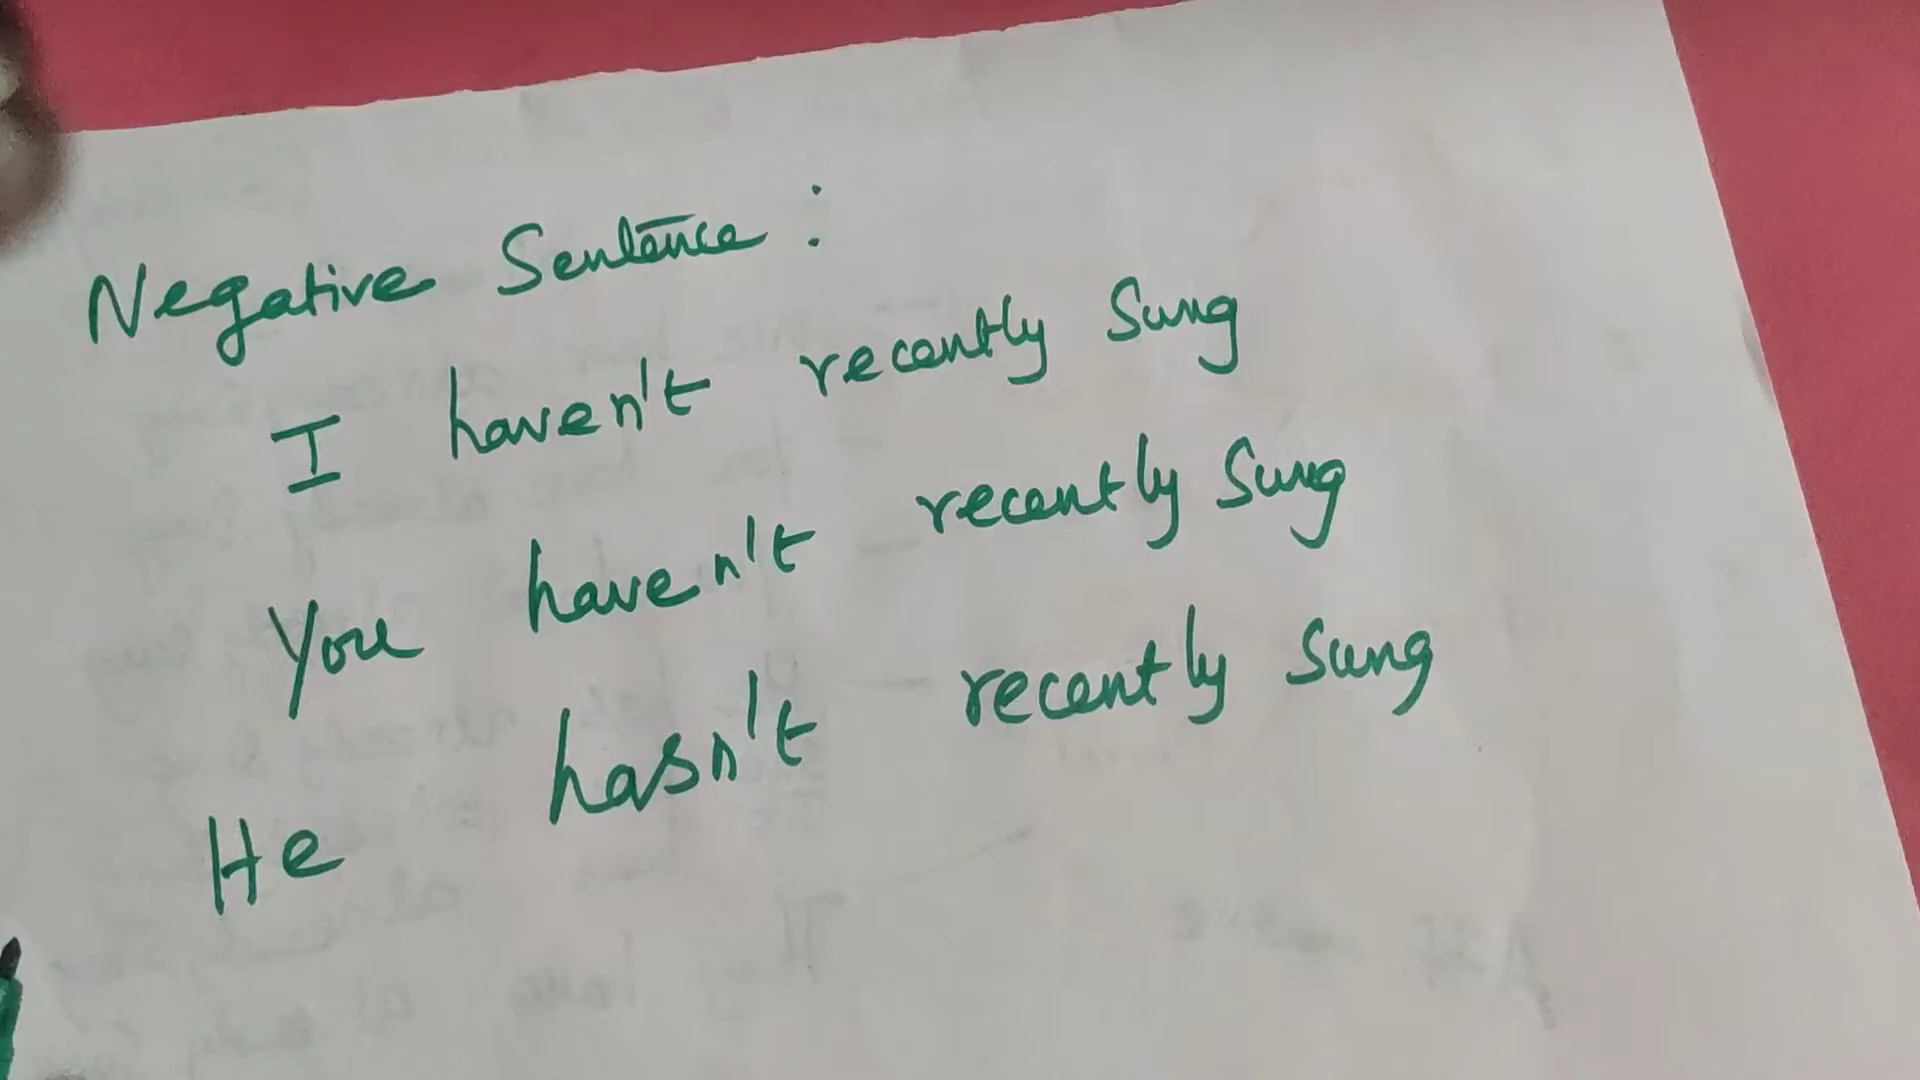 Negative Sentence :
I haven't recently Sung
You haven't recently Sung
He hasn't recently Sung